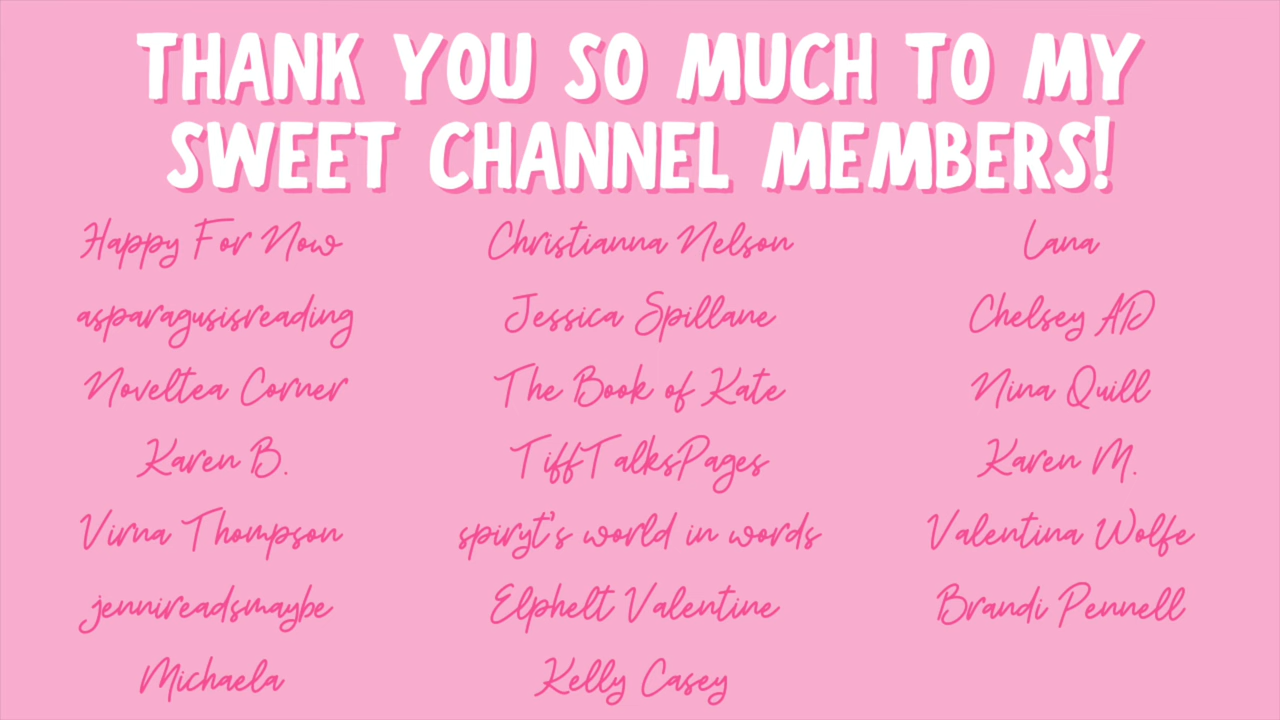 THANK YOU SO MUCH TO MY
SWEET CHANNEL MEMBERS!
Happy For Now
Christianna Nelson
Lana
asparagusisreading
Jessica Spillane
Chelsey AD
Noveltea Corner
The Book of Kate
Nina Quill
Karen B.
TiffTalksPages
Karen M.
Virna Thompson
spiryt's world in words
Valentina Wolfe
jennireadsmaybe
Elphelt Valentine
Brandi Pennell
Michaela
Kelly Casey